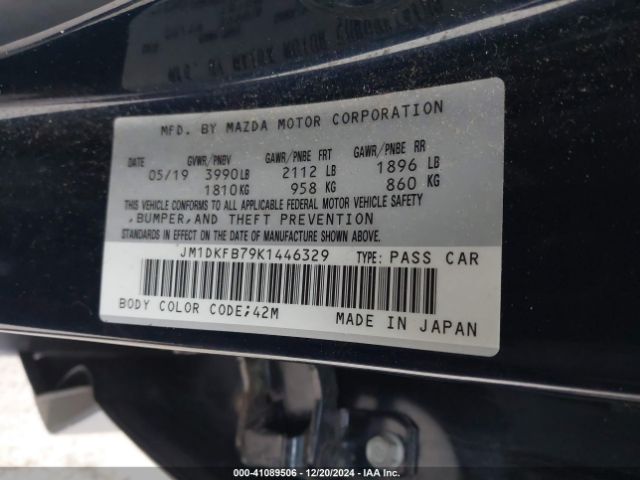 MFD. BY MAZDA MOTOR CORPORATION
DATE GVWR/PNBV GAWR/PNBE FRT GAWR/PNBE RR
05/19 3990LB 2112 LB 1896 LB
1810KG 958 KG 860 KG
THIS VEHICLE CONFORMS TO ALL APPLICABLE FEDERAL MOTOR VEHICLE SAFETY
,BUMPER,AND THEFT PREVENTION
STANDARDS IN EFFECT ON THE DATE OF MANUFACTURE SHOWN ABOVE.
JM1DKFB79K1446329 TYPE: PASS CAR
BODY COLOR CODE;42M MADE IN JAPAN
000-41089506 - 12/20/2024 - IAA Inc.